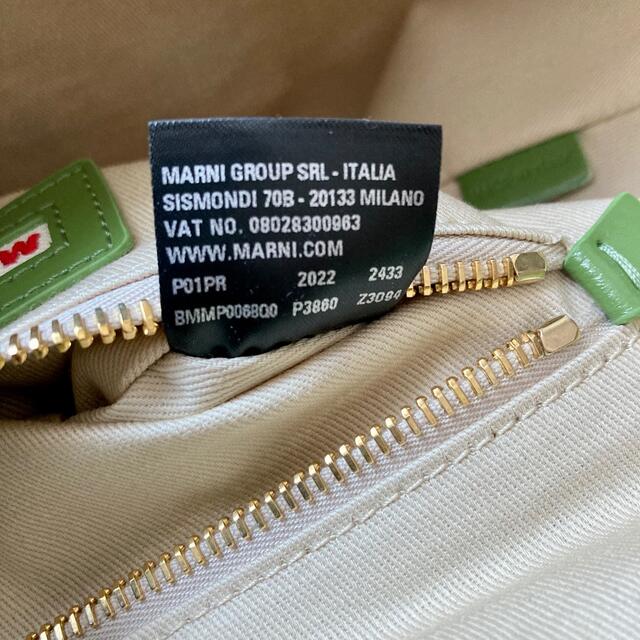 MARNI GROUP SRL - ITALIA
SISMONDI 70B - 20133 MILANO
VAT NO. 08028300963
WWW.MARNI.COM
P01PR 2022 2433
BMMP0068Q0 P3860 Z3094
M